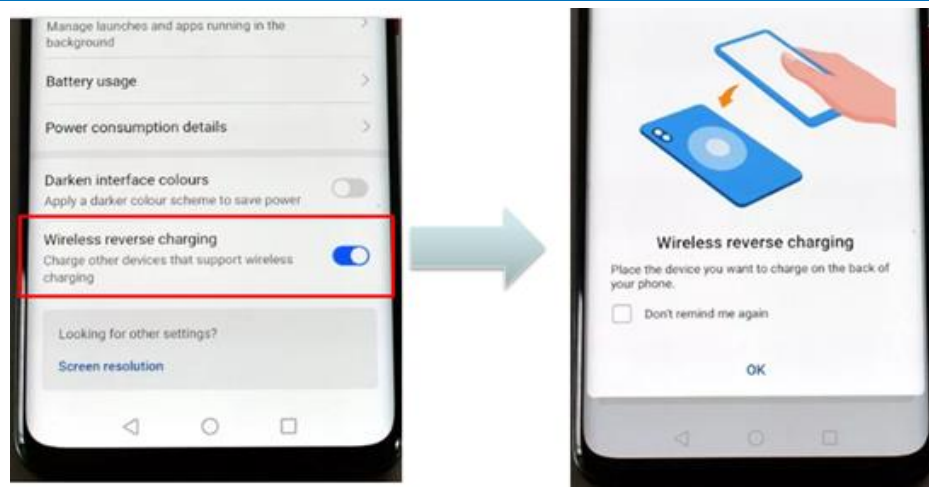 Manage launches and apps running in the
background
Battery usage
Power consumption details
Darken interface colours
Apply a darker colour scheme to save power
Wireless reverse charging
Charge other devices that support wireless
charging
Looking for other settings?
Screen resolution
Wireless reverse charging
Place the device you want to charge on the back of
your phone.
Don't remind me again
OK